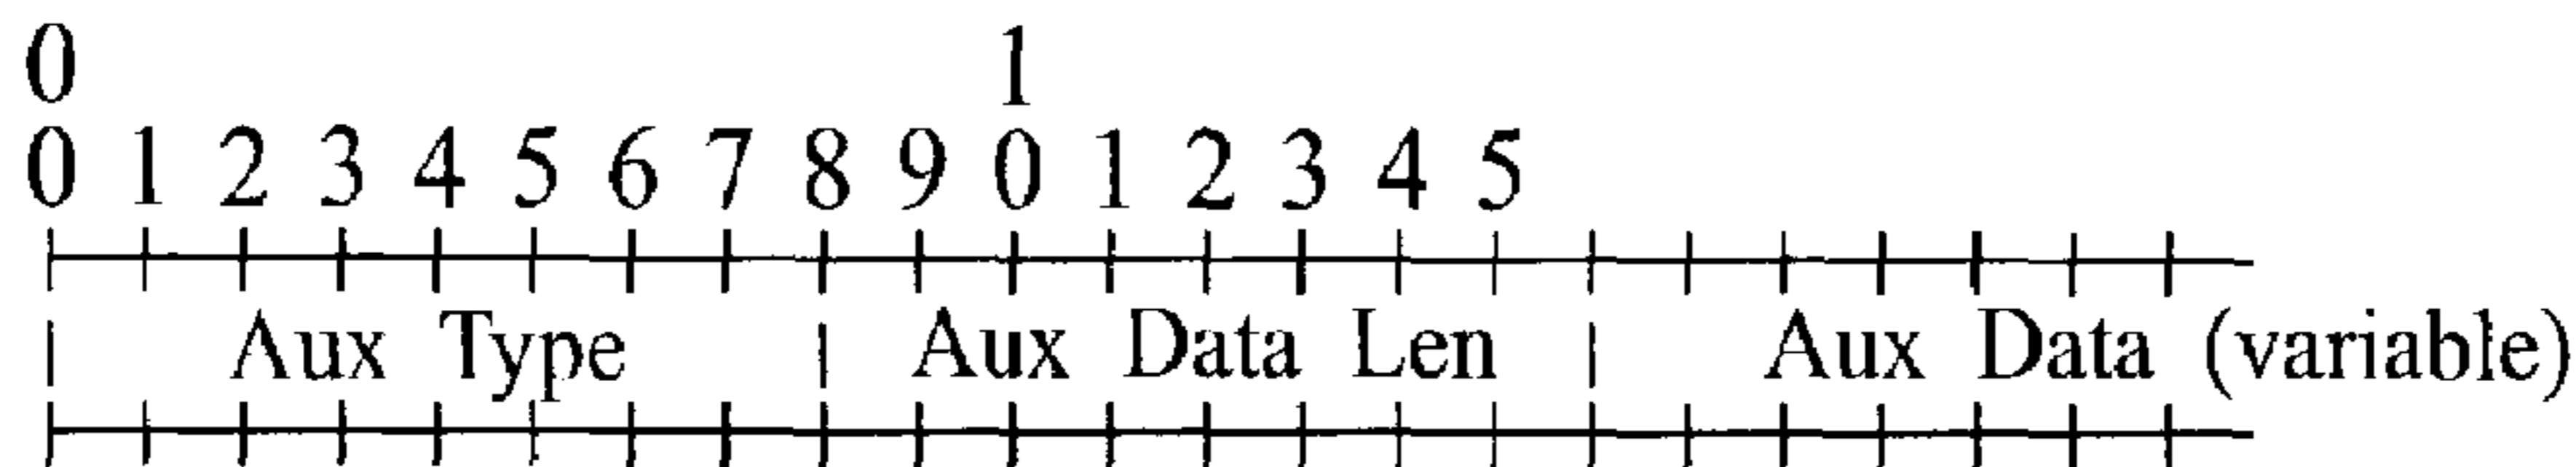 0 1
0 1 2 3 4 5 6 7 8 9 0 1 2 3 4 5
Aux Type | Aux Data Len | Aux Data (variable)